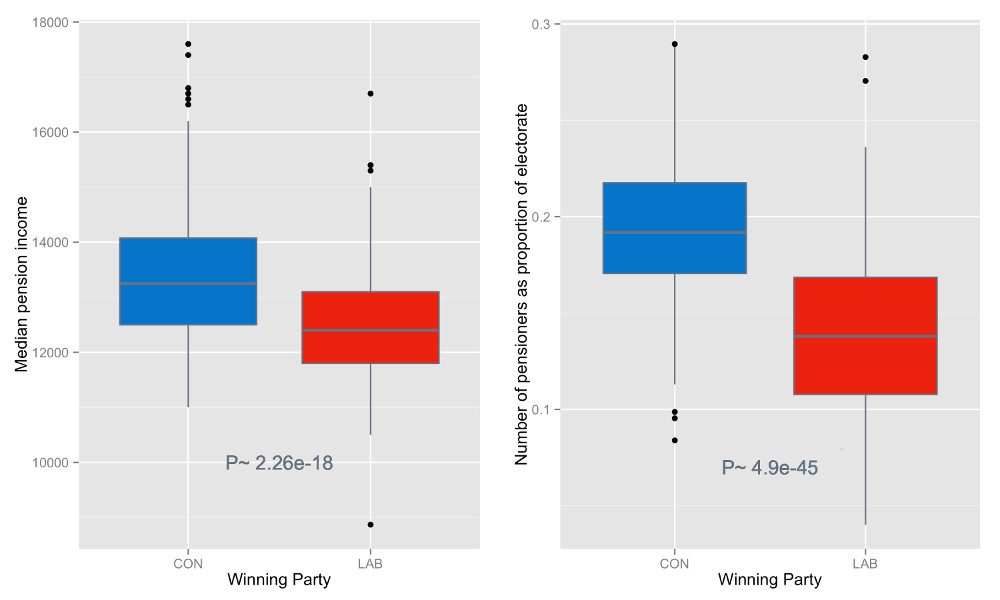 Median pension income
18000
16000
14000
12000
10000
P~ 2.26e-18
CON
LAB
Winning Party
Number of pensioners as proportion of electorate
0.3
0.2
0.1
P~ 4.9e-45
CON
LAB
Winning Party